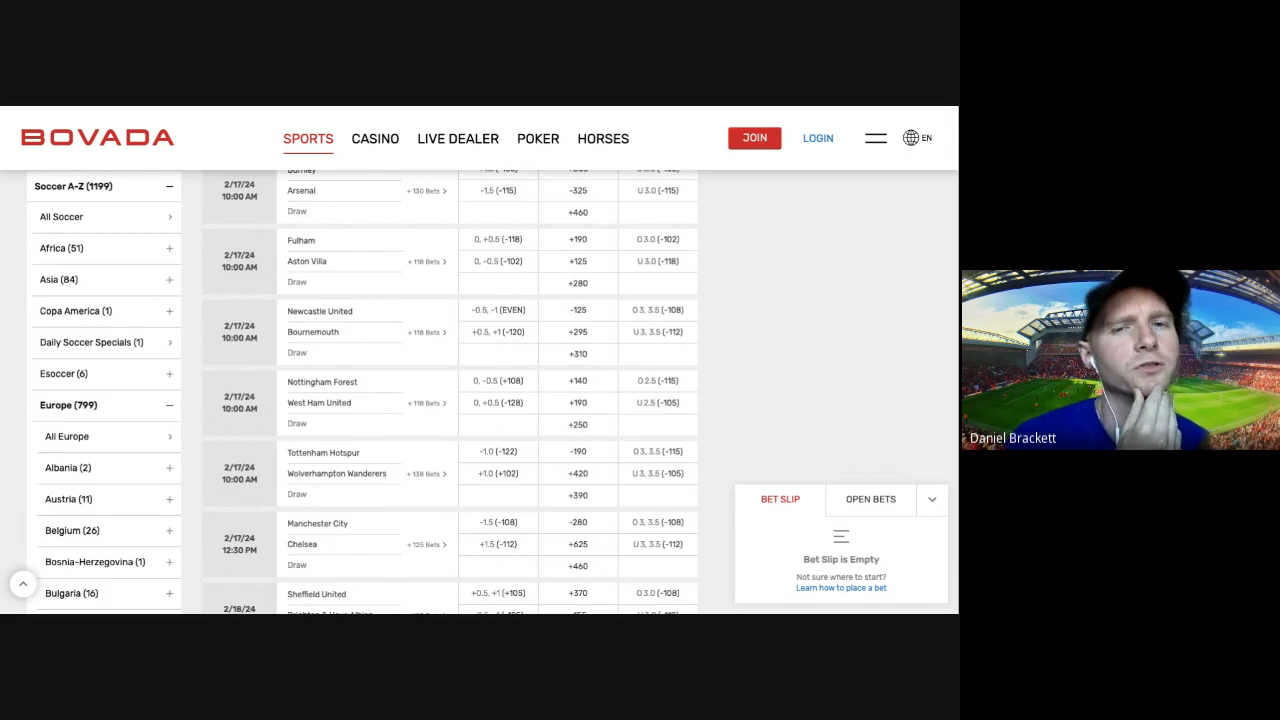 BOVADA
SPORTS CASINO LIVE DEALER POKER HORSES
JOIN LOGIN EN
Soccer A-Z (1199) −
All Soccer
Africa (51) +
Asia (84) +
Copa America (1) +
Daily Soccer Specials (1)
Esoccer (6) +
Europe (799) −
All Europe
Albania (2) +
Austria (11) +
Belgium (26) +
Bosnia-Herzegovina (1) +
Bulgaria (16) +
2/17/24
10:00 AM
Burnley
Arsenal + 130 Bets > -1.5 (-115) -325 U 3.0 (-115)
Draw +460
2/17/24
10:00 AM
Fulham 0, +0.5 (-118) +190 O 3.0 (-102)
Aston Villa + 118 Bets > 0, -0.5 (-102) +125 U 3.0 (-118)
Draw +280
2/17/24
10:00 AM
Newcastle United -0.5, -1 (EVEN) -125 O 3, 3.5 (-108)
Bournemouth + 118 Bets > +0.5, +1 (-120) +295 U 3, 3.5 (-112)
Draw +310
2/17/24
10:00 AM
Nottingham Forest 0, -0.5 (+108) +140 O 2.5 (-115)
West Ham United + 118 Bets > 0, +0.5 (-128) +190 U 2.5 (-105)
Draw +250
2/17/24
10:00 AM
Tottenham Hotspur -1.0 (-122) -190 O 3, 3.5 (-115)
Wolverhampton Wanderers + 138 Bets > +1.0 (+102) +420 U 3, 3.5 (-105)
Draw +390
2/17/24
12:30 PM
Manchester City -1.5 (-108) -280 O 3, 3.5 (-108)
Chelsea + 125 Bets > +1.5 (-112) +625 U 3, 3.5 (-112)
Draw +460
2/18/24
Sheffield United +0.5, +1 (+105) +370 O 3.0 (-108)
BET SLIP OPEN BETS
Bet Slip is Empty
Not sure where to start?
Learn how to place a bet
Daniel Brackett